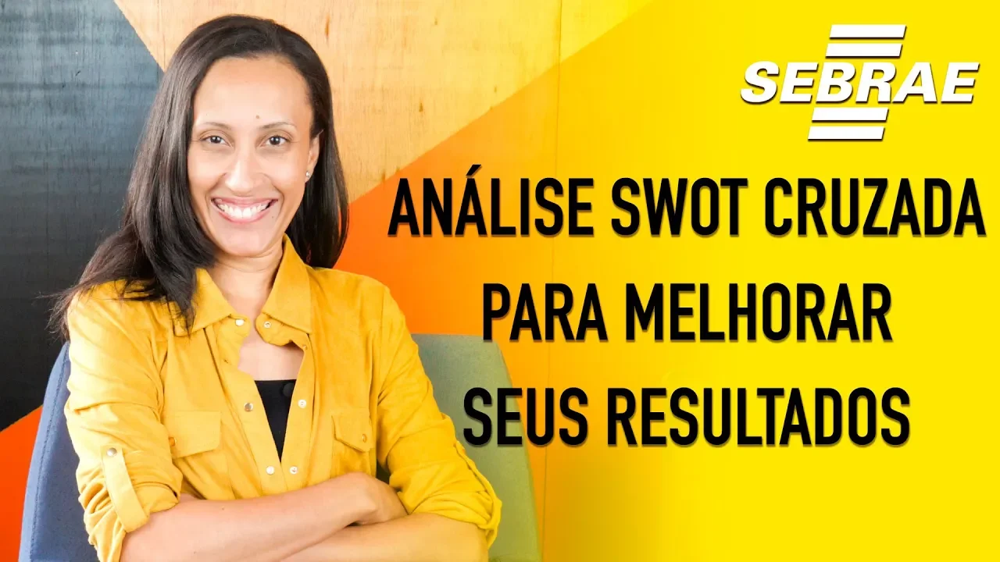 SEBRAE
ANÁLISE SWOT CRUZADA
PARA MELHORAR
SEUS RESULTADOS